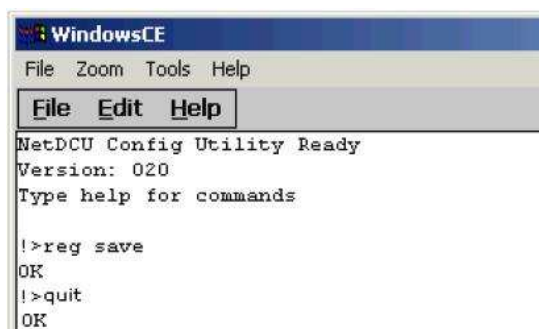 WindowsCE
File Zoom Tools Help
File Edit Help
NetDCU Config Utility Ready
Version: 020
Type help for commands
!>reg save
OK
!>quit
OK